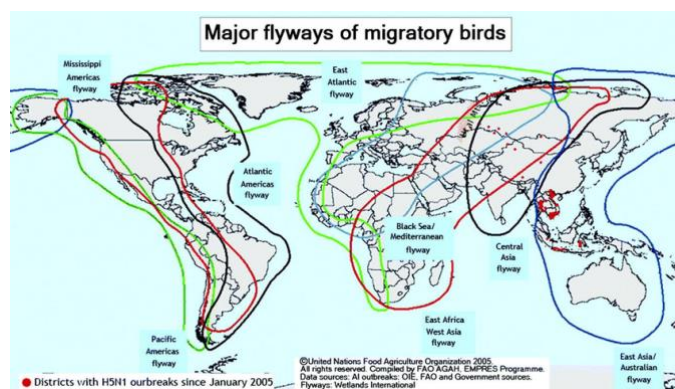 Major flyways of migratory birds
Mississippi
Americas
flyway
East
Atlantic
flyway
Atlantic
Americas
flyway
Black Sea/
Mediterranean
flyway
Central
Asia
flyway
East Africa
West Asia
flyway
Pacific
Americas
flyway
East Asia/
Australian
flyway
Districts with H5N1 ourbreaks since January 2005
©United Nations Food Agriculture Organization 2005.
All rights reserved. Compiled by FAO AGAH, EMPRES Programme.
Data sources: AI outbreaks: OIE, FAO and Government sources.
Flyways: Wetlands International